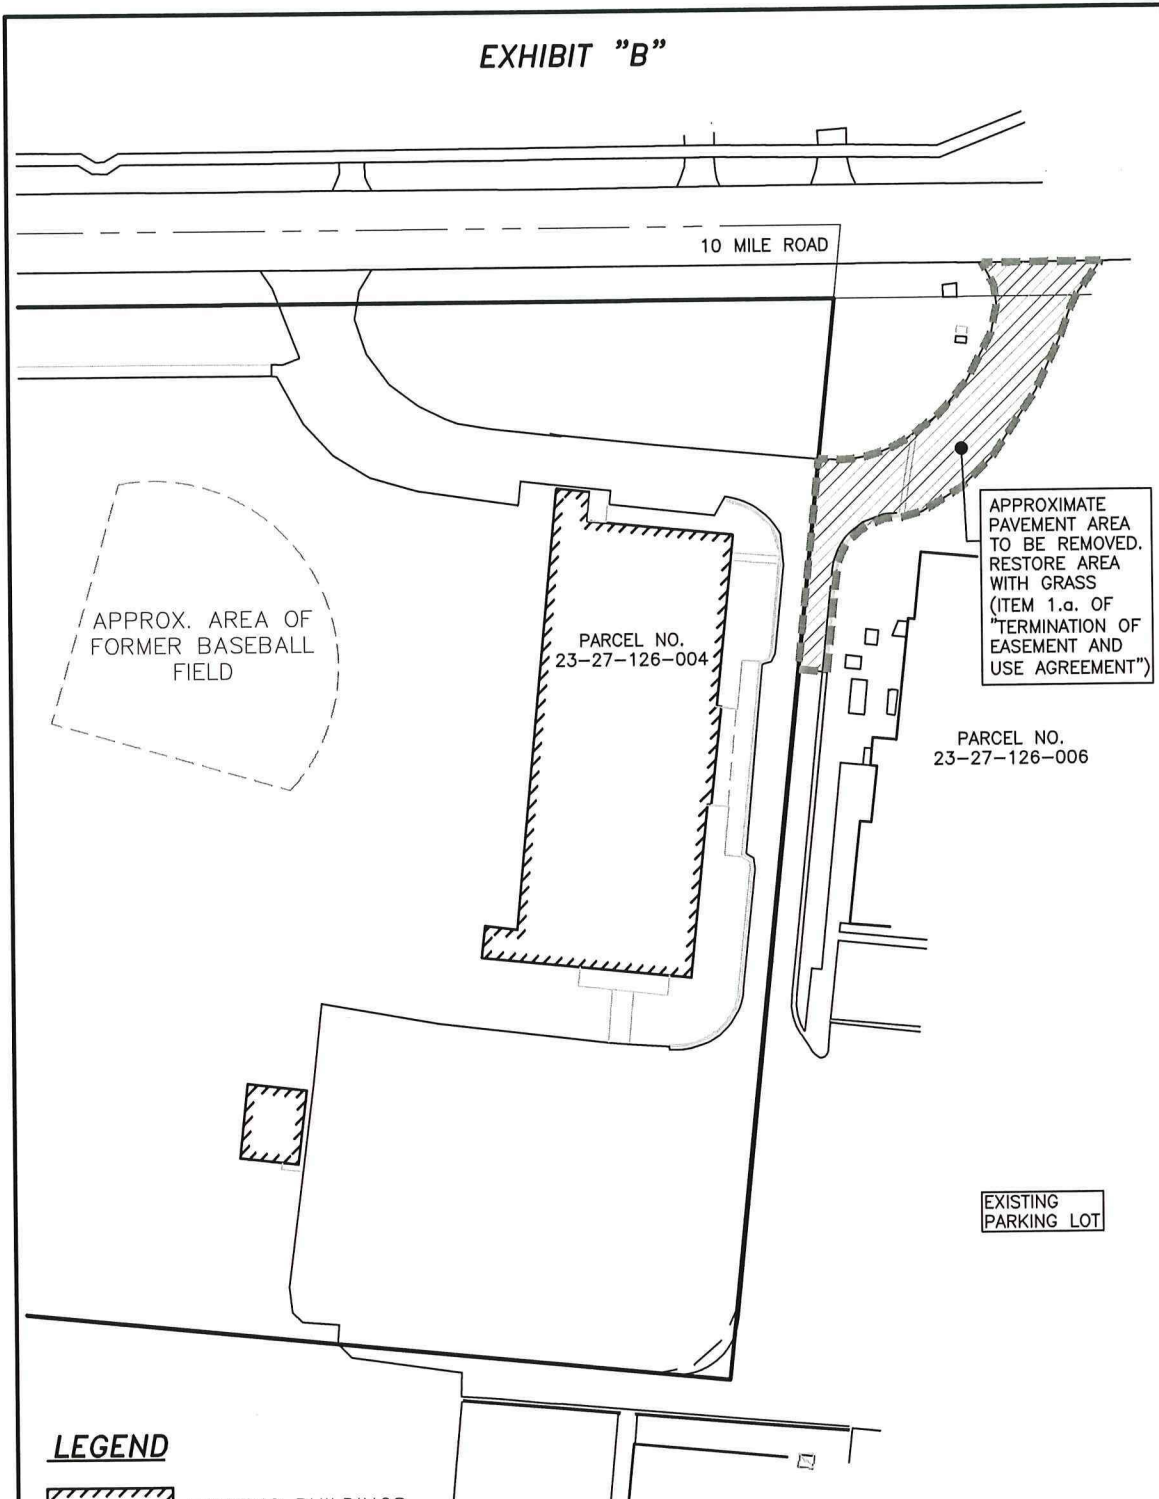 EXHIBIT "B"
10 MILE ROAD
APPROXIMATE
PAVEMENT AREA
TO BE REMOVED.
RESTORE AREA
WITH GRASS
(ITEM 1.a. OF
"TERMINATION OF
EASEMENT AND
USE AGREEMENT")
APPROX. AREA OF
FORMER BASEBALL
FIELD
PARCEL NO.
23-27-126-004
PARCEL NO.
23-27-126-006
EXISTING
PARKING LOT
LEGEND